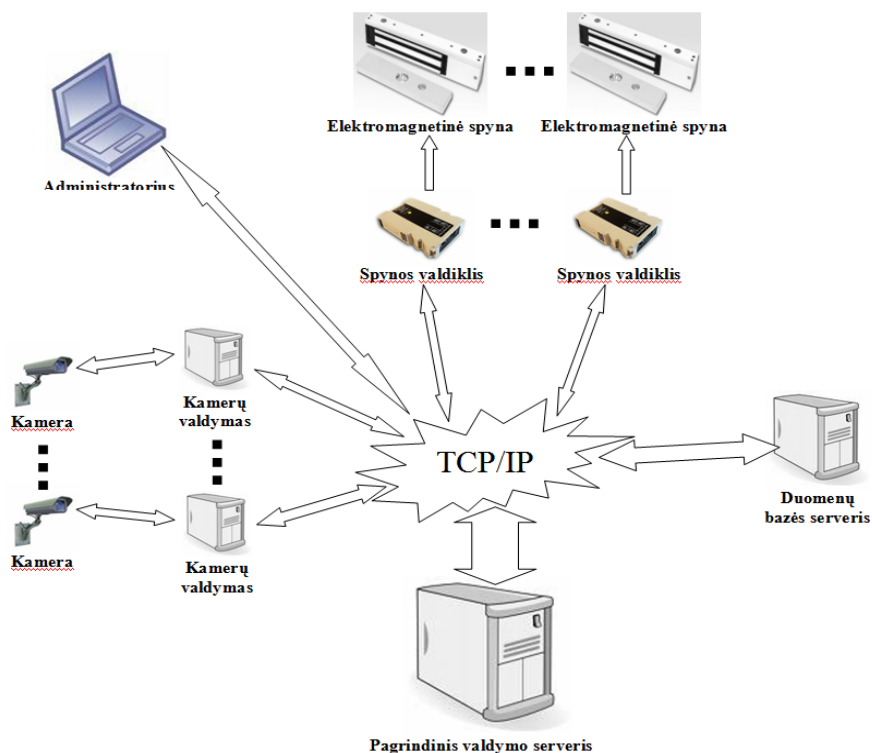 Elektromagnetinė spyna
Elektromagnetinė spyna
Administratorius
Spynos valdiklis
Spynos valdiklis
Kamera
Kamerų
valdymas
TCP/IP
Duomenų
bazės serveris
Kamera
Kamerų
valdymas
Pagrindinis valdymo serveris